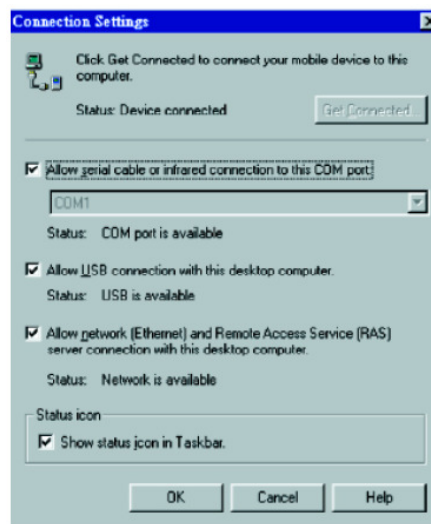 Connection Settings
Click Get Connected to connect your mobile device to this
computer.
Status: Device connected
Get Connected...
Allow serial cable or infrared connection to this COM port:
COM1
Status: COM port is available
Allow USB connection with this desktop computer.
Status: USB is available
Allow network (Ethernet) and Remote Access Service (RAS)
server connection with this desktop computer.
Status: Network is available
Status icon
Show status icon in Taskbar.
OK
Cancel
Help